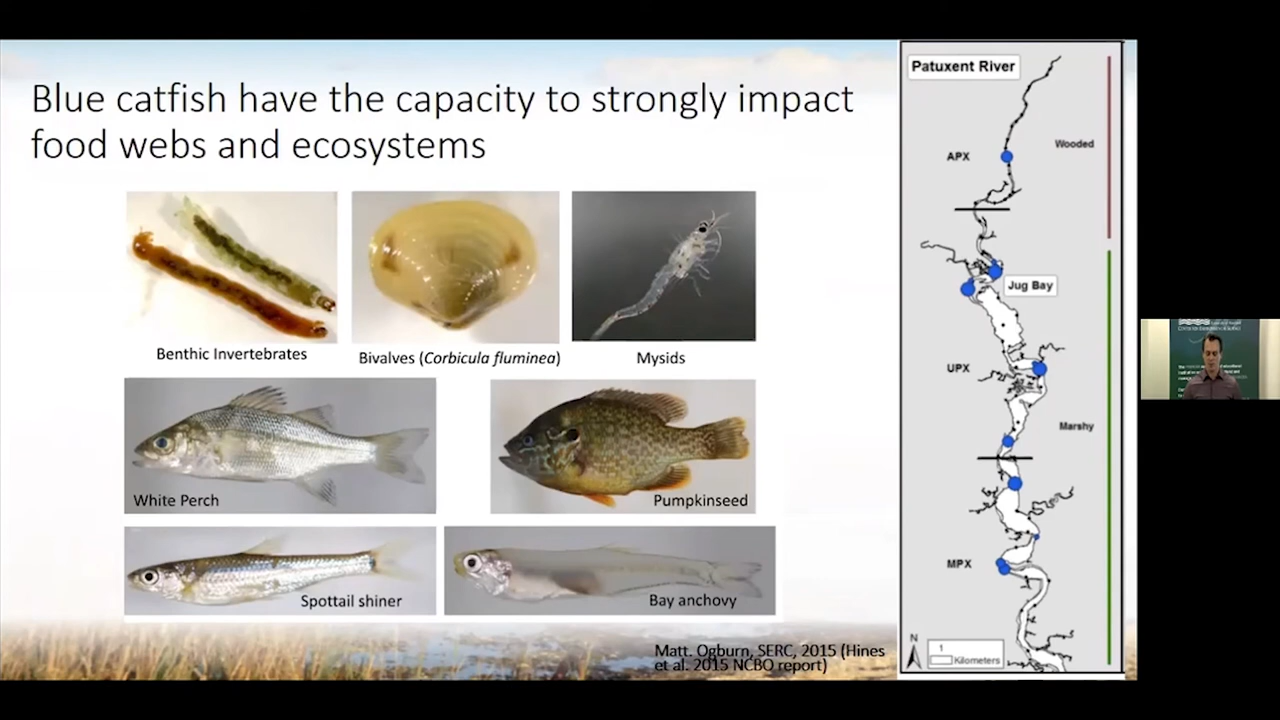 Blue catfish have the capacity to strongly impact
food webs and ecosystems
Benthic Invertebrates
Bivalves (Corbicula fluminea)
Mysids
White Perch
Pumpkinseed
Spottail shiner
Bay anchovy
Matt. Ogburn, SERC, 2015 (Hines
et al. 2015 NCBO report)
Patuxent River
Wooded
APX
Jug Bay
UPX
Marshy
MPX
N
1
Kilometers